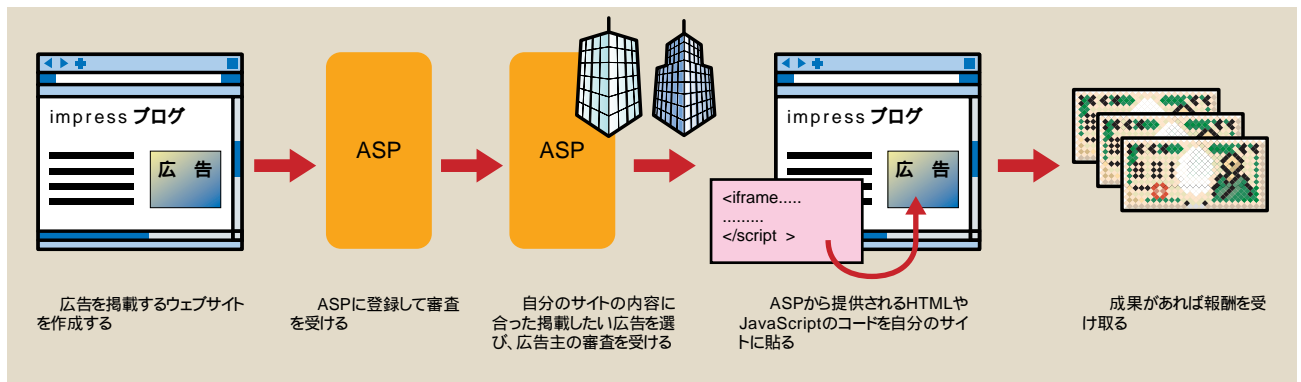 impress ブログ
広 告
ASP
ASP
impress ブログ
広 告
<iframe.....
.........
</script >
広告を掲載するウェブサイト
を作成する
ASPに登録して審査
を受ける
自分のサイトの内容に
合った掲載したい広告を選
び、広告主の審査を受ける
ASPから提供されるHTMLや
JavaScriptのコードを自分のサイ
トに貼る
成果があれば報酬を受
け取る